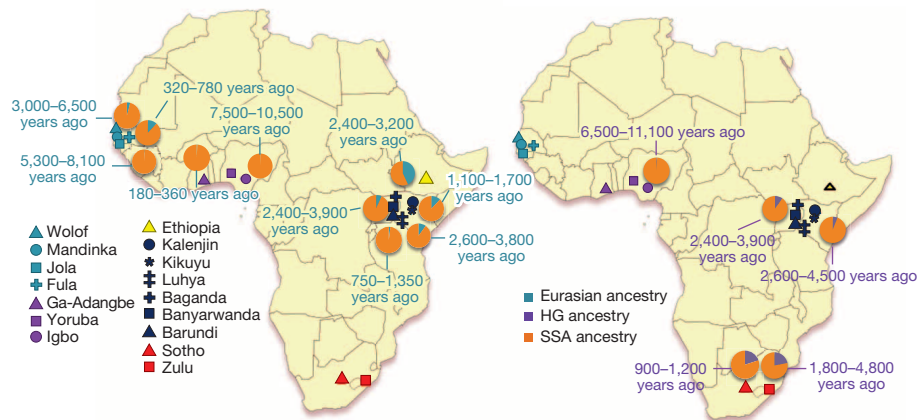 320–780 years ago
3,000–6,500
years ago
7,500–10,500
years ago
2,400–3,200
years ago
5,300–8,100
years ago
180–360 years ago
1,100–1,700
years ago
2,400–3,900
years ago
2,600–3,800
years ago
750–1,350
years ago
Wolof
Mandinka
Jola
Fula
Ga-Adangbe
Yoruba
Igbo
Ethiopia
Kalenjin
Kikuyu
Luhya
Baganda
Banyarwanda
Barundi
Sotho
Zulu
6,500–11,100 years ago
2,400–3,900
years ago
2,600–4,500 years ago
Eurasian ancestry
HG ancestry
SSA ancestry
900–1,200
years ago
1,800–4,800
years ago